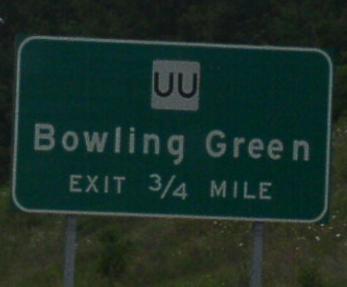 UU
Bowling Green
EXIT 3/4 MILE